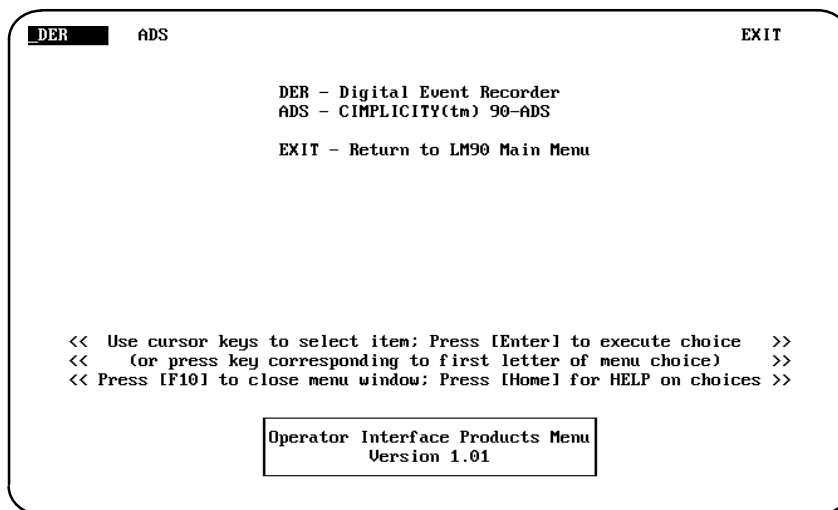 _DER ADS EXIT
DER - Digital Event Recorder
ADS - CIMPLICITY(tm) 90-ADS
EXIT - Return to LM90 Main Menu
<< Use cursor keys to select item; Press [Enter] to execute choice >>
<< (or press key corresponding to first letter of menu choice) >>
<< Press [F10] to close menu window; Press [Home] for HELP on choices >>
Operator Interface Products Menu
Version 1.01